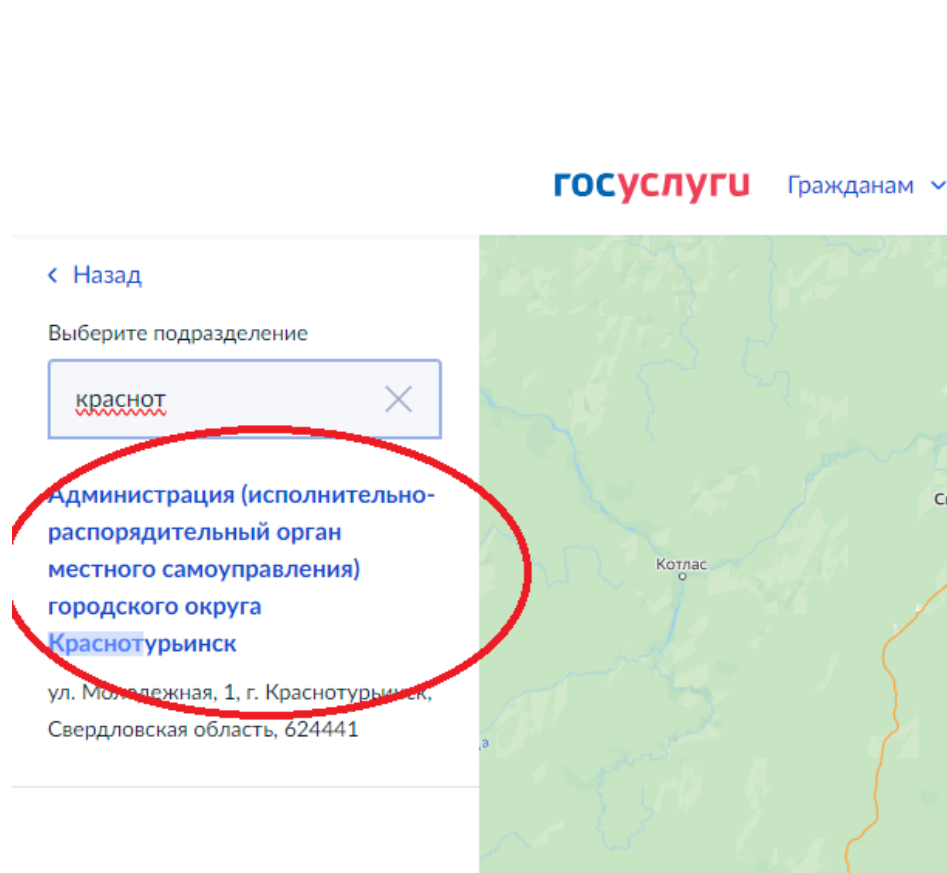 госуслуги Гражданам
Назад
Выберите подразделение
краснот
Администрация (исполнительно-
распорядительный орган
местного самоуправления)
городского округа
Краснотурьинск
ул. Молодежная, 1, г. Краснотурьинск,
Свердловская область, 624441
Котлас